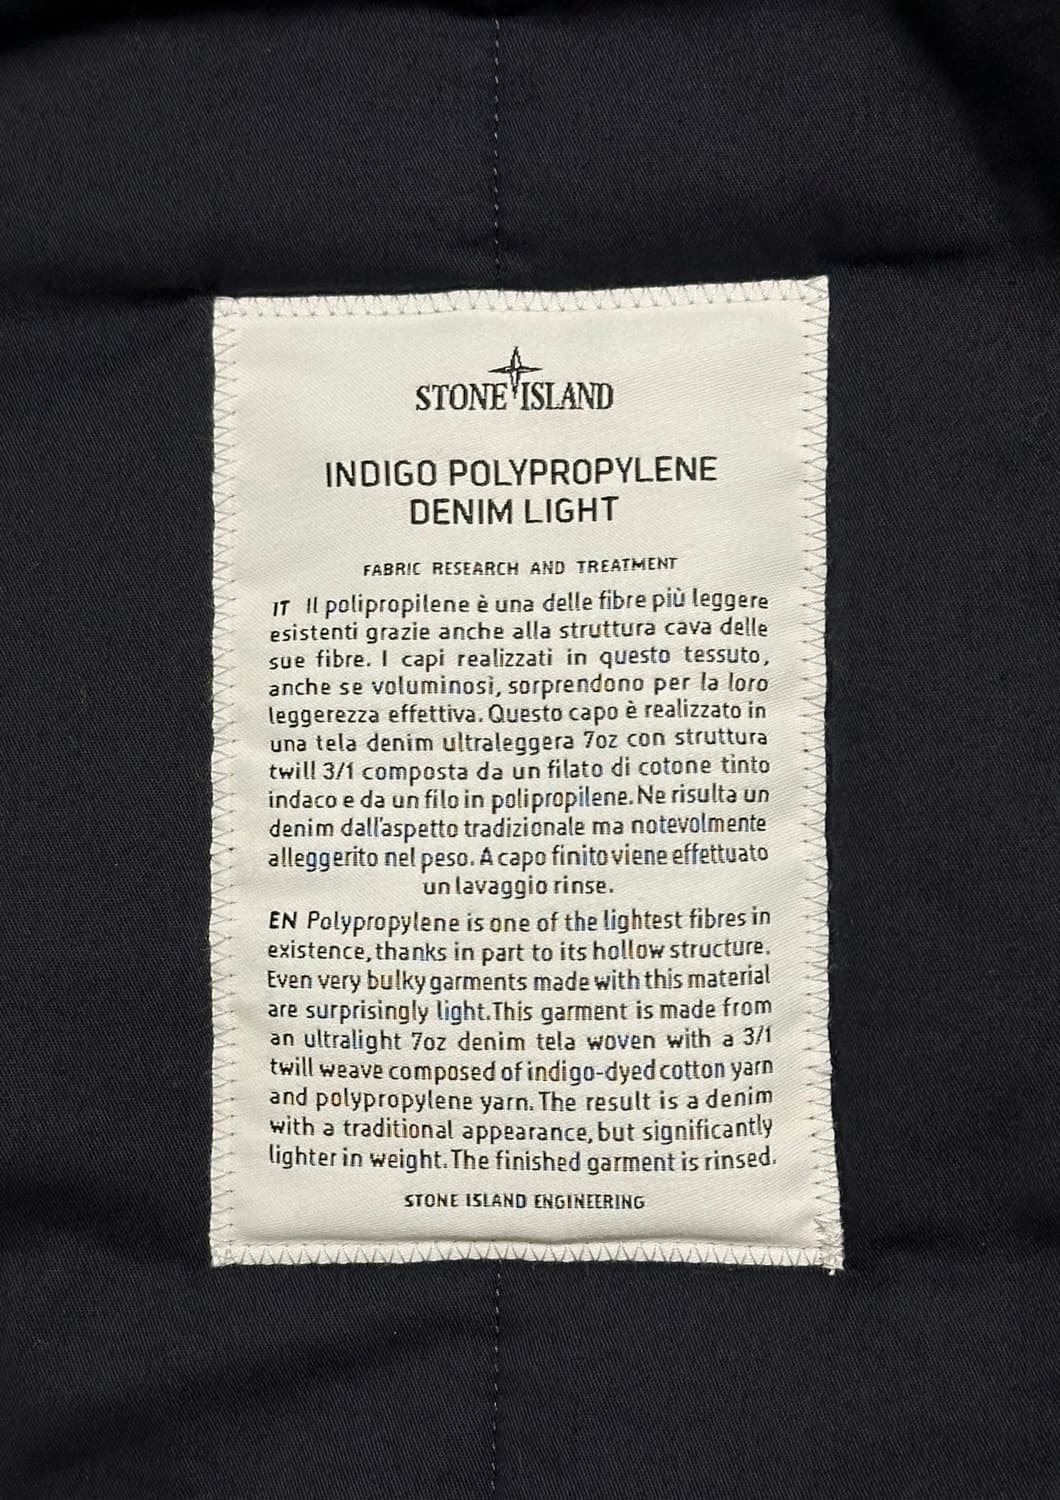 STONE ISLAND
INDIGO POLYPROPYLENE
DENIM LIGHT
FABRIC RESEARCH AND TREATMENT
IT Il polipropilene è una delle fibre più leggere
esistenti grazie anche alla struttura cava delle
sue fibre. I capi realizzati in questo tessuto,
anche se voluminosi, sorprendono per la loro
leggerezza effettiva. Questo capo è realizzato in
una tela denim ultraleggera 7oz con struttura
twill 3/1 composta da un filato di cotone tinto
indaco e da un filo in polipropilene. Ne risulta un
denim dall'aspetto tradizionale ma notevolmente
alleggerito nel peso. A capo finito viene effettuato
un lavaggio rinse.
EN Polypropylene is one of the lightest fibres in
existence, thanks in part to its hollow structure.
Even very bulky garments made with this material
are surprisingly light. This garment is made from
an ultralight 7oz denim tela woven with a 3/1
twill weave composed of indigo-dyed cotton yarn
and polypropylene yarn. The result is a denim
with a traditional appearance, but significantly
lighter in weight. The finished garment is rinsed.
STONE ISLAND ENGINEERING